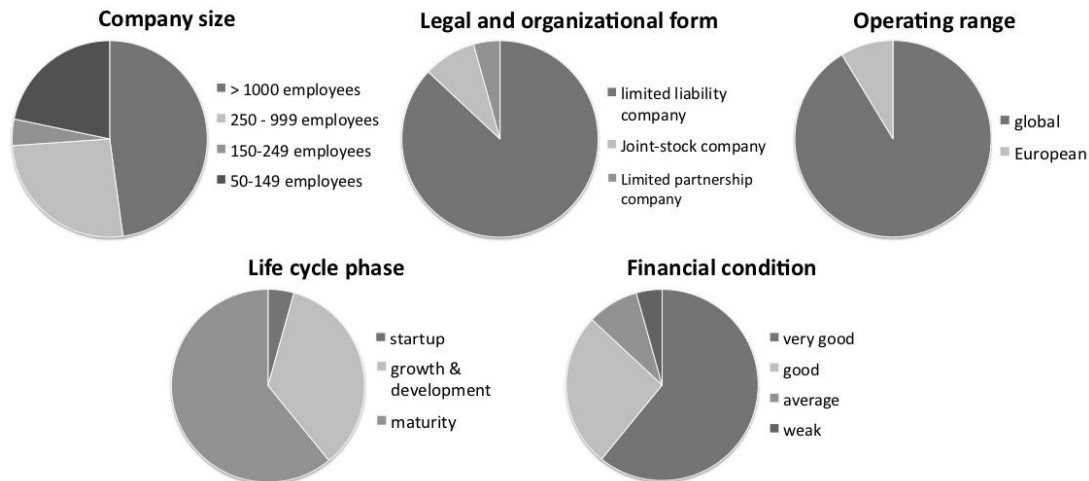 Company size
> 1000 employees
250 - 999 employees
150-249 employees
50-149 employees
Legal and organizational form
limited liability
company
Joint-stock company
Limited partnership
company
Operating range
global
European
Life cycle phase
startup
growth &
development
maturity
Financial condition
very good
good
average
weak